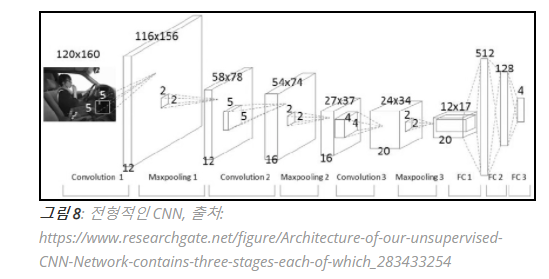 116x156
120x160
512
58x78
54x74
128
27x37
24x34
12x17
4
5
5
2
2
5
5
2
2
4
4
2
2
12
12
16
16
20
20
Convolution 1
Maxpooling 1
Convolution 2
Maxpooling 2
Convolution 3
Maxpooling 3
FC 1
FC 2
FC 3
그림 8: 전형적인 CNN, 출처:
https://www.researchgate.net/figure/Architecture-of-our-unsupervised-
CNN-Network-contains-three-stages-each-of-which_283433254